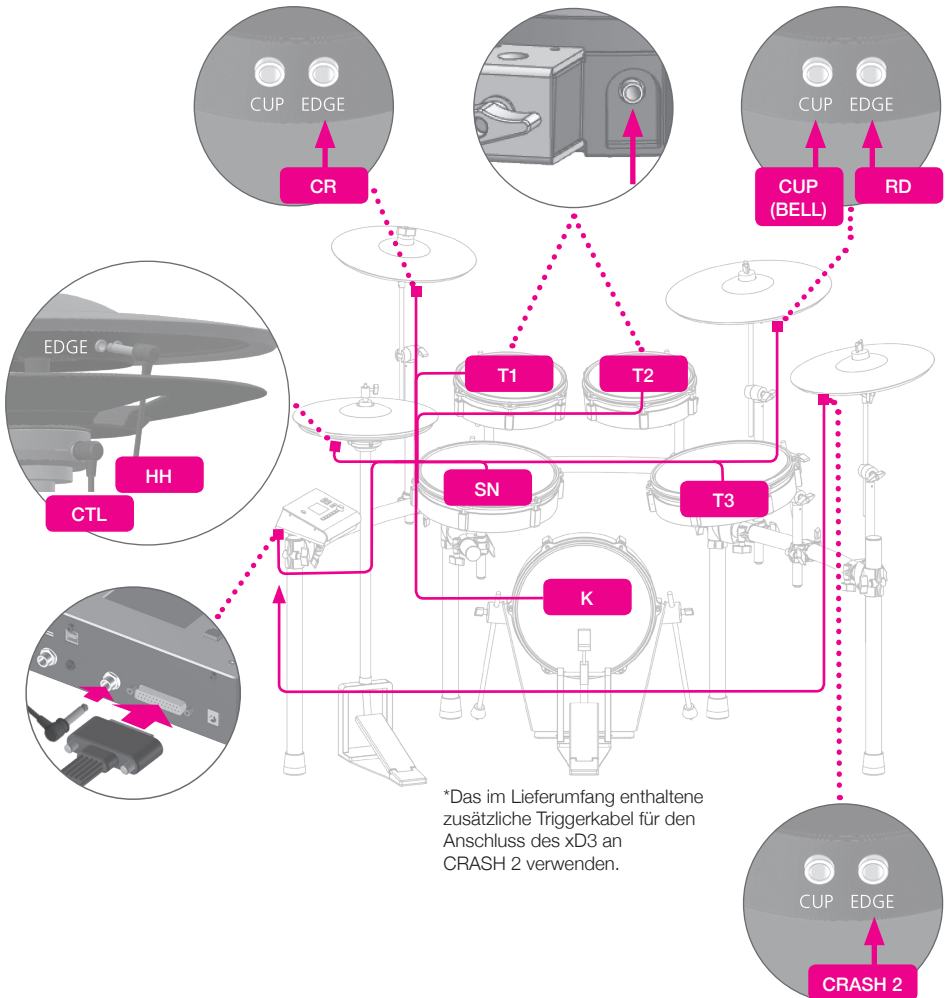 CUP EDGE
CR
CUP EDGE
CUP
(BELL)
RD
EDGE
HH
CTL
T1
T2
SN
T3
K
*Das im Lieferumfang enthaltene
zusätzliche Triggerkabel für den
Anschluss des xD3 an
CRASH 2 verwenden.
CUP EDGE
CRASH 2